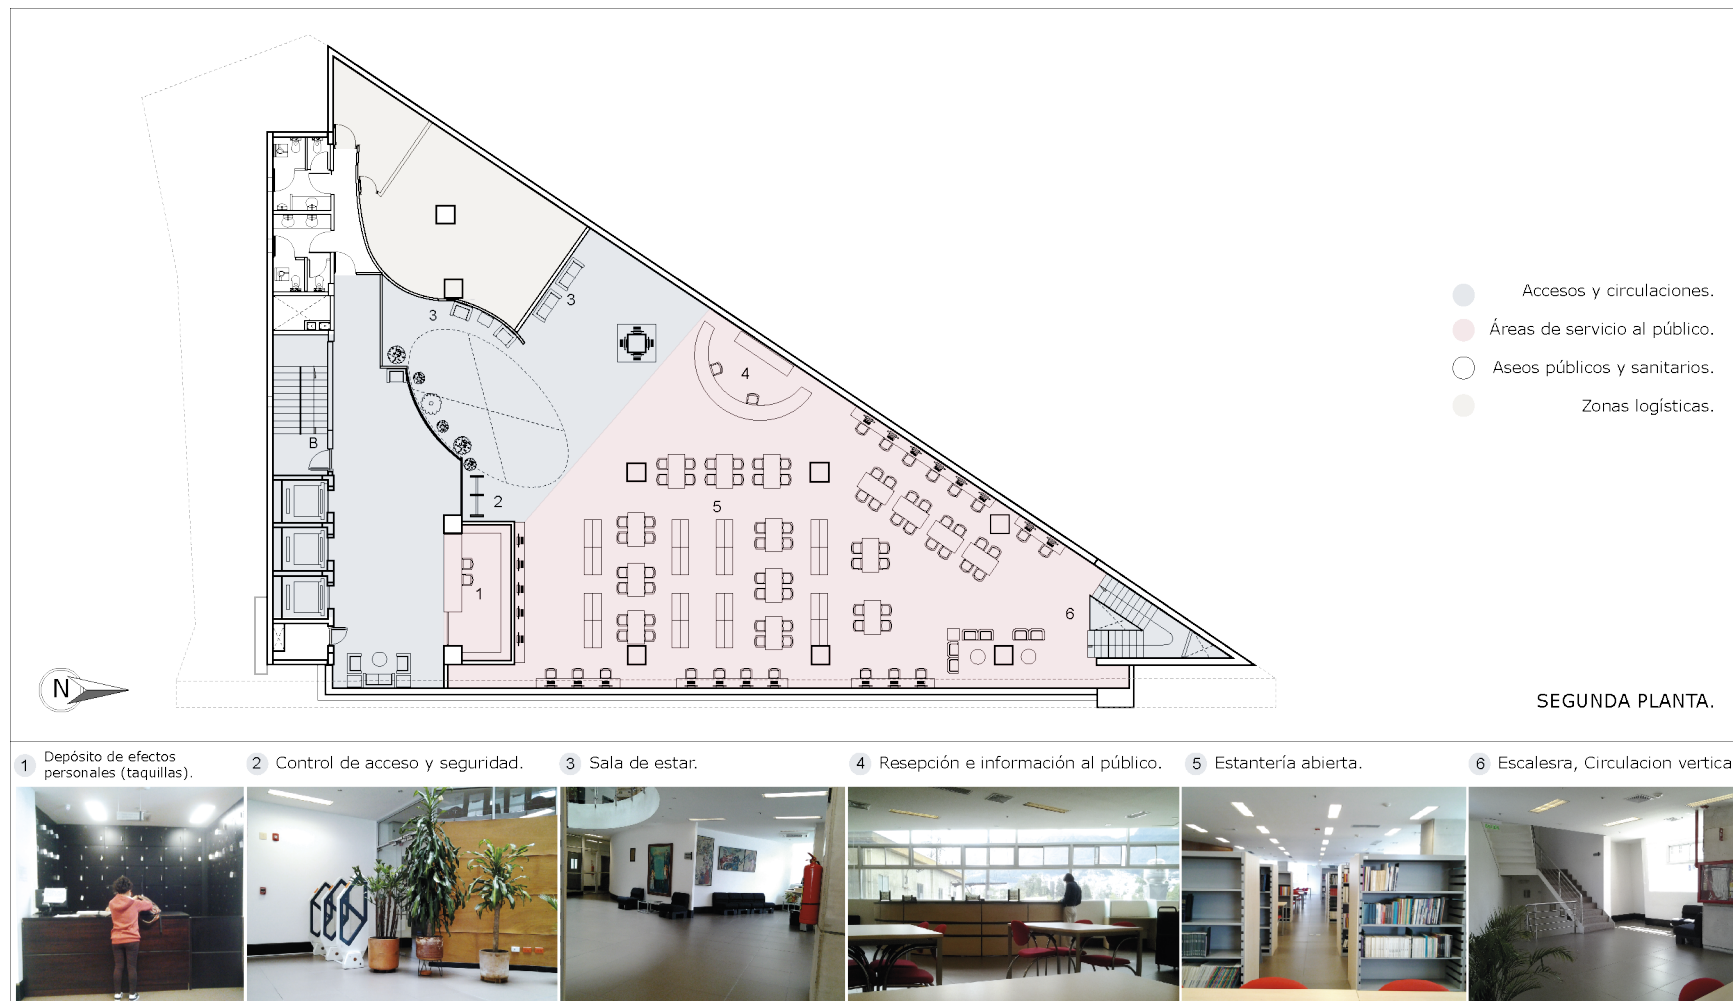 3
3
4
B
2
5
1
6
N
Accesos y circulaciones.
Áreas de servicio al público.
Aseos públicos y sanitarios.
Zonas logísticas.
SEGUNDA PLANTA.
1 Depósito de efectos
personales (taquillas).
2 Control de acceso y seguridad.
3 Sala de estar.
4 Resepción e información al público.
5 Estantería abierta.
6 Escalesra, Circulacion vertica